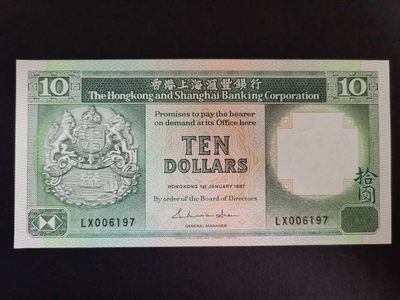 10 香港上海滙豐銀行 10
The Hongkong and Shanghai Banking Corporation
Promises to pay the bearer
on demand at its Office here
TEN
DOLLARS
拾圓
HONGKONG 1ST JANUARY 1987
By order of the Board of Directors
LX006197 LX006197
GENERAL MANAGER